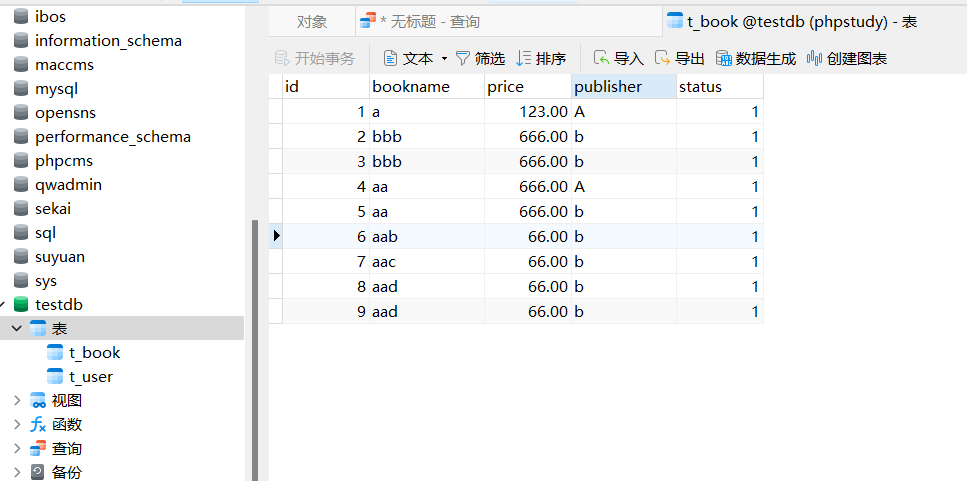 ibos
information_schema
maccms
mysql
opensns
performance_schema
phpcms
qwadmin
sekai
sql
suyuan
sys
testdb
表
t_book
t_user
视图
函数
查询
备份
对象 * 无标题 - 查询 t_book @testdb (phpstudy) - 表
开始事务 文本 筛选 排序 导入 导出 数据生成 创建图表
id bookname price publisher status
1 a 123.00 A 1
2 bbb 666.00 b 1
3 bbb 666.00 b 1
4 aa 666.00 A 1
5 aa 666.00 b 1
6 aab 66.00 b 1
7 aac 66.00 b 1
8 aad 66.00 b 1
9 aad 66.00 b 1